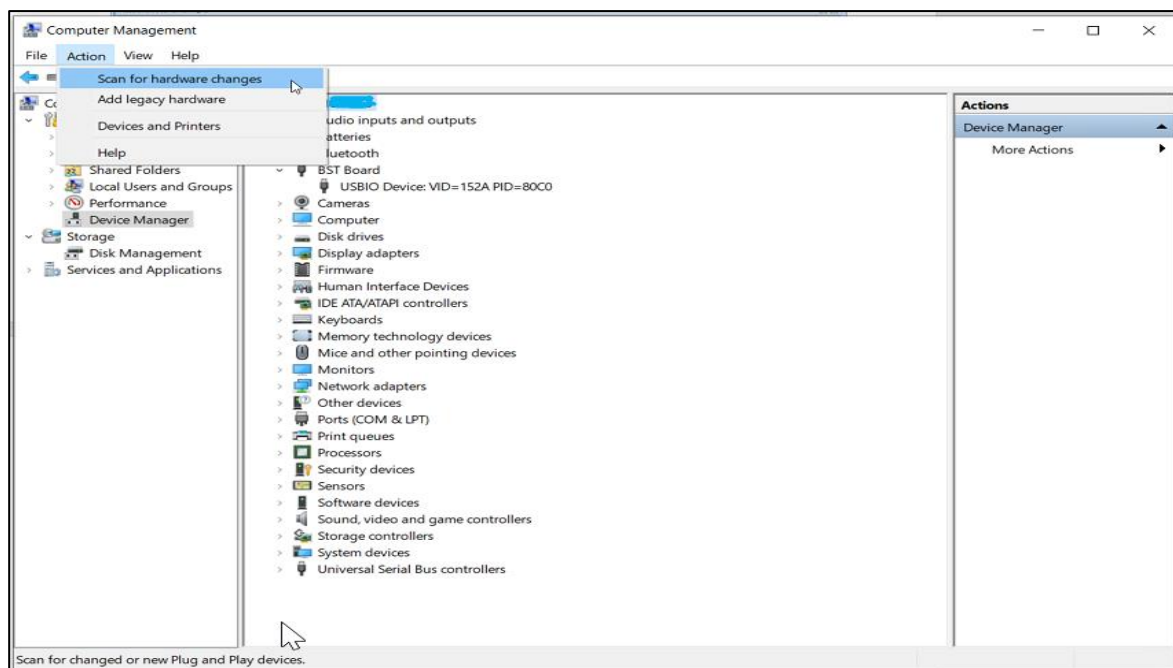 Computer Management
File Action View Help
Scan for hardware changes
Add legacy hardware
Devices and Printers
Help
Shared Folders
Local Users and Groups
Performance
Device Manager
Storage
Disk Management
Services and Applications
udio inputs and outputs
atteries
luetooth
BST Board
USBIO Device: VID=152A PID=80C0
Cameras
Computer
Disk drives
Display adapters
Firmware
Human Interface Devices
IDE ATA/ATAPI controllers
Keyboards
Memory technology devices
Mice and other pointing devices
Monitors
Network adapters
Other devices
Ports (COM & LPT)
Print queues
Processors
Security devices
Sensors
Software devices
Sound, video and game controllers
Storage controllers
System devices
Universal Serial Bus controllers
Actions
Device Manager
More Actions
Scan for changed or new Plug and Play devices.